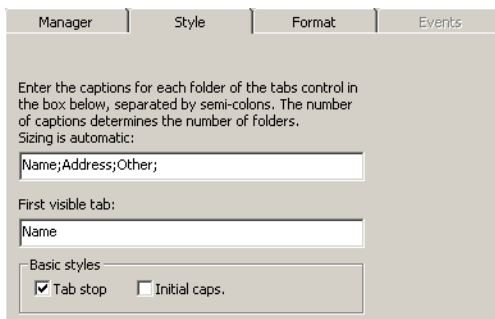 Manager Style Format Events
Enter the captions for each folder of the tabs control in
the box below, separated by semi-colons. The number
of captions determines the number of folders.
Sizing is automatic:
Name;Address;Other;
First visible tab:
Name
Basic styles
Tab stop Initial caps.